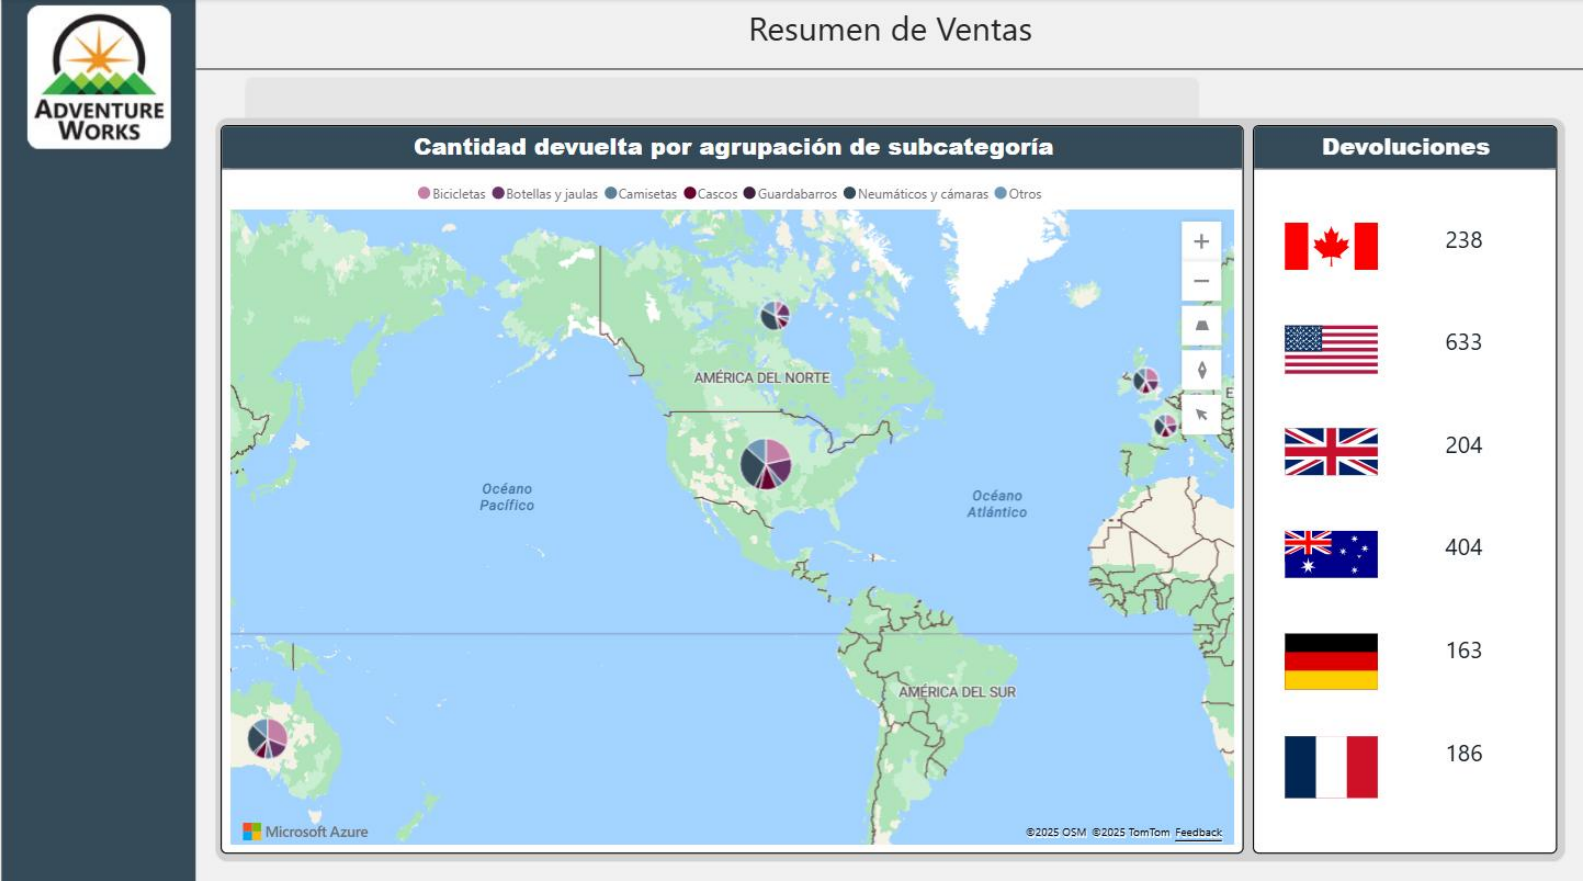 ADVENTURE
WORKS
Resumen de Ventas
Cantidad devuelta por agrupación de subcategoría
Bicicletas Botellas y jaulas Camisetas Cascos Guardabarros Neumáticos y cámaras Otros
AMÉRICA DEL NORTE
E
Océano
Pacífico
Océano
Atlántico
AMÉRICA DEL SUR
Microsoft Azure
©2025 OSM ©2025 TomTom Feedback
Devoluciones
238
633
204
404
163
186